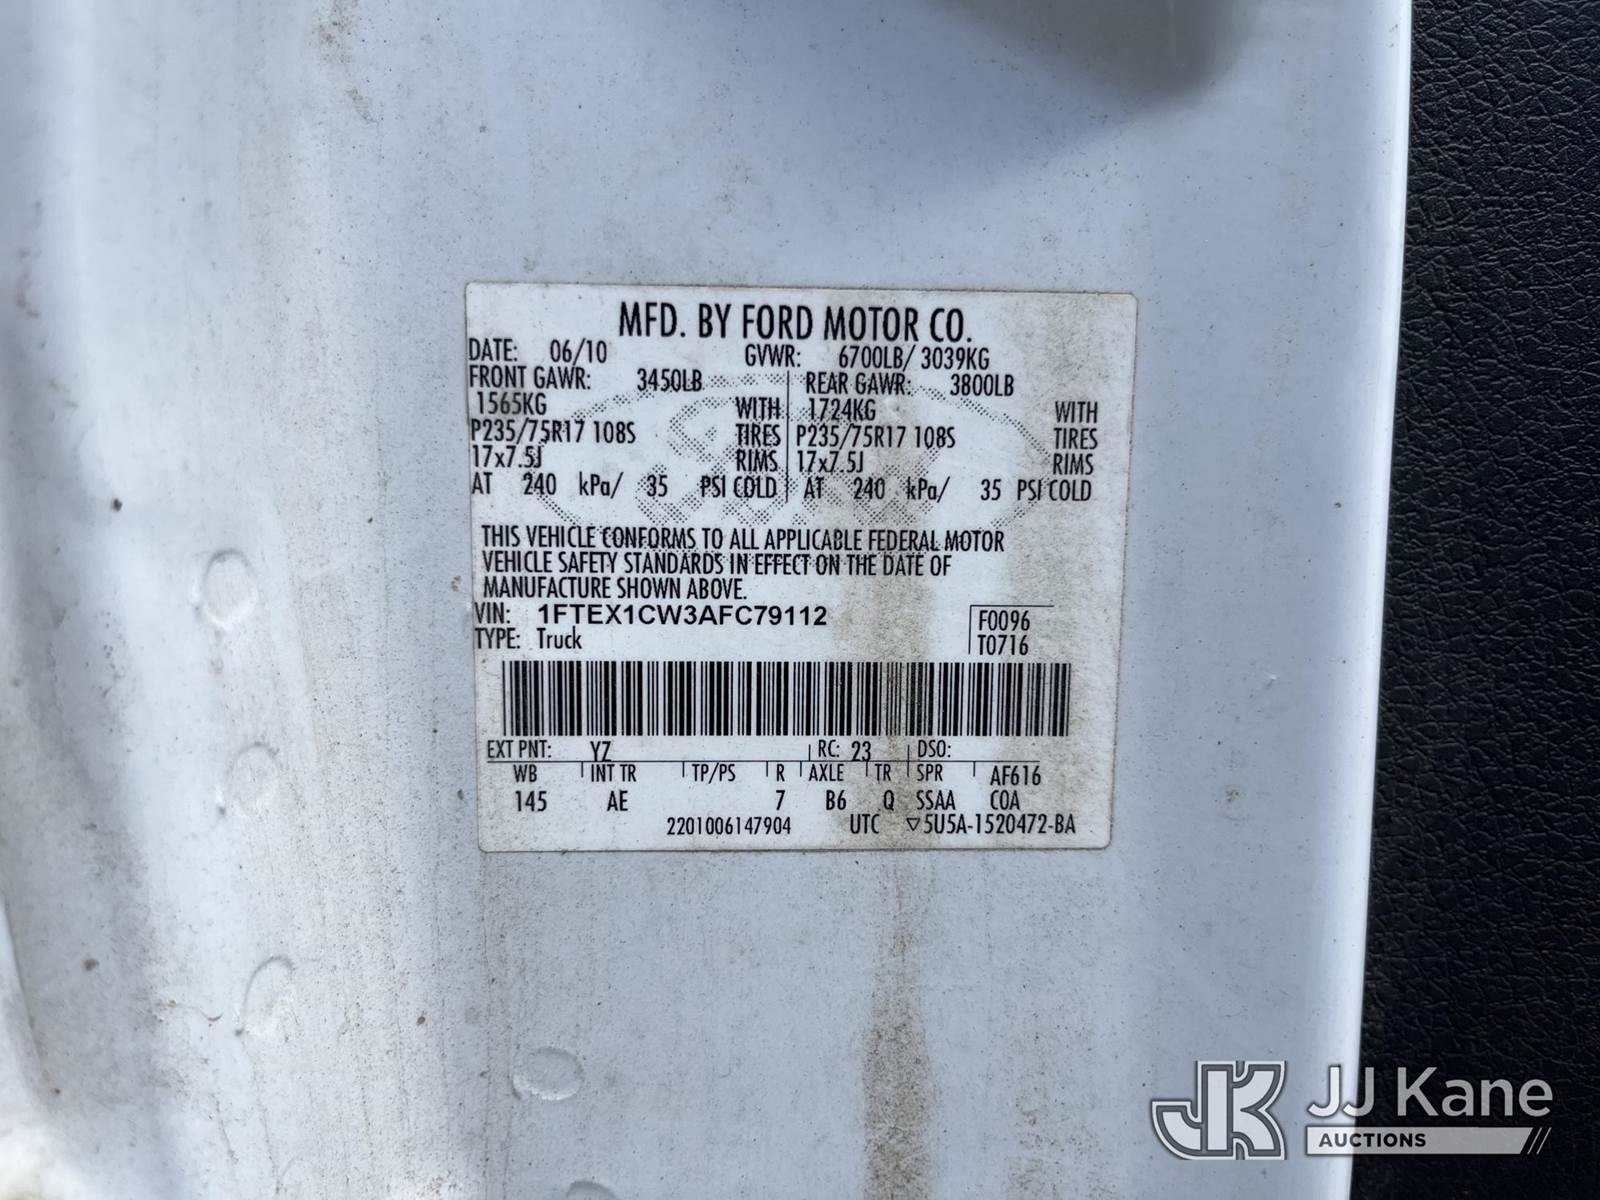 MFD. BY FORD MOTOR CO.
DATE: 06/10 GVWR: 6700LB/ 3039KG
FRONT GAWR: 3450LB REAR GAWR: 3800LB
1565KG WITH 1724KG WITH
P235/75R17 108S TIRES P235/75R17 108S TIRES
17x7.5J RIMS 17x7.5J RIMS
AT 240 kPa/ 35 PSI COLD AT 240 kPa/ 35 PSI COLD
THIS VEHICLE CONFORMS TO ALL APPLICABLE FEDERAL MOTOR
VEHICLE SAFETY STANDARDS IN EFFECT ON THE DATE OF
MANUFACTURE SHOWN ABOVE.
VIN: 1FTEX1CW3AFC79112 F0096
TYPE: Truck T0716
EXT PNT: YZ RC: 23 DSO:
WB INT TR TP/PS R AXLE TR SPR AF616
145 AE 7 B6 Q SSAA COA
2201006147904 UTC ▽5U5A-1520472-BA
JK JJ Kane
AUCTIONS